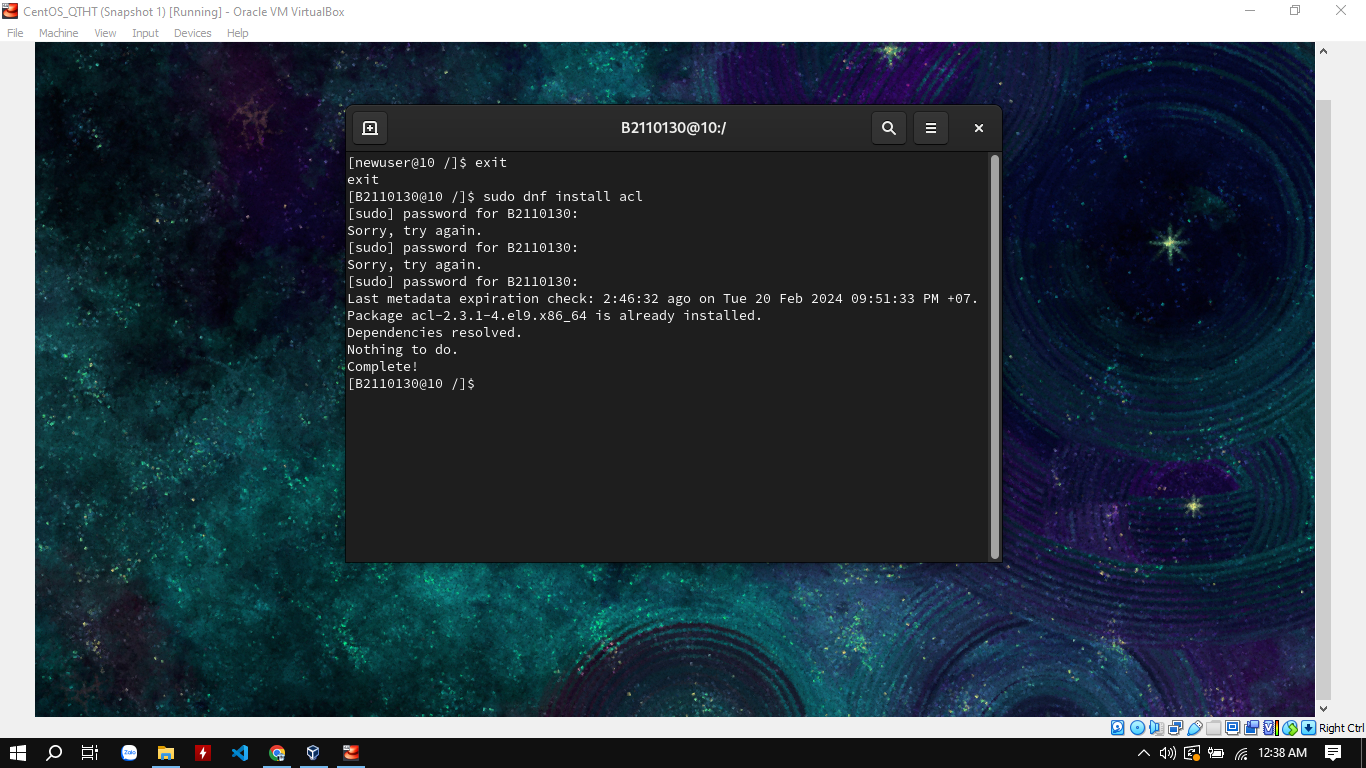 CentOS_QTHT (Snapshot 1) [Running] - Oracle VM VirtualBox
File Machine View Input Devices Help
B2110130@10:/
[newuser@10 /]$ exit
exit
[B2110130@10 /]$ sudo dnf install acl
[sudo] password for B2110130:
Sorry, try again.
[sudo] password for B2110130:
Sorry, try again.
[sudo] password for B2110130:
Last metadata expiration check: 2:46:32 ago on Tue 20 Feb 2024 09:51:33 PM +07.
Package acl-2.3.1-4.el9.x86_64 is already installed.
Dependencies resolved.
Nothing to do.
Complete!
[B2110130@10 /]$
Right Ctrl
Zalo
12:38 AM